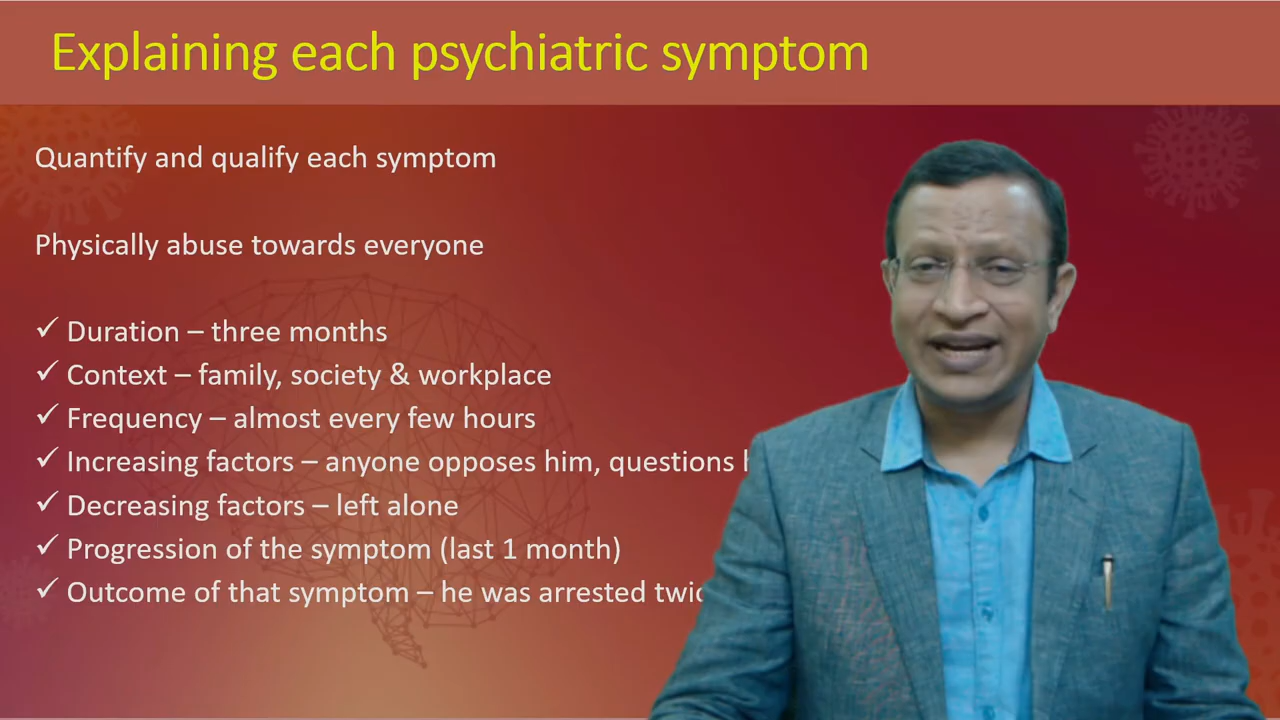 Explaining each psychiatric symptom
Quantify and qualify each symptom
Physically abuse towards everyone
✓ Duration – three months
✓ Context – family, society & workplace
✓ Frequency – almost every few hours
✓ Increasing factors – anyone opposes him, questions
✓ Decreasing factors – left alone
✓ Progression of the symptom (last 1 month)
✓ Outcome of that symptom – he was arrested